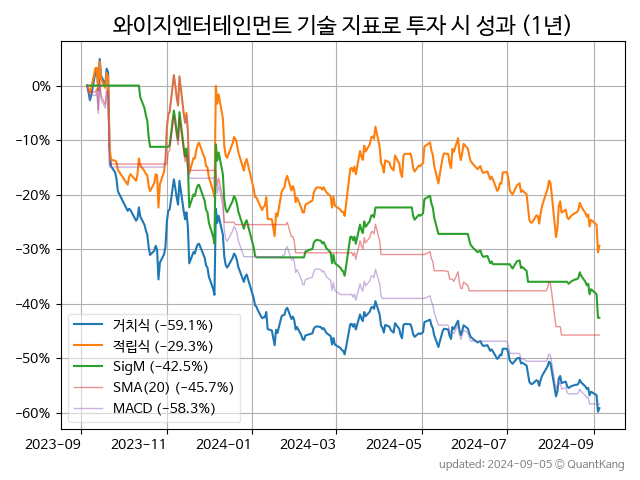 와이지엔터테인먼트 기술 지표로 투자 시 성과 (1년)
0%
−10%
−20%
−30%
−40%
−50%
−60%
거치식 (−59.1%)
적립식 (−29.3%)
SigM (−42.5%)
SMA(20) (−45.7%)
MACD (−58.3%)
2023-09 2023-11 2024-01 2024-03 2024-05 2024-07 2024-09
updated: 2024-09-05 © QuantKang